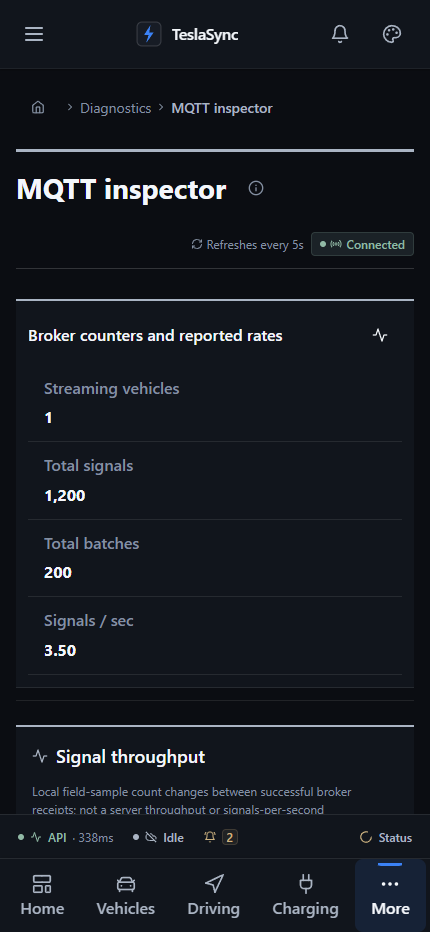 TeslaSync
Diagnostics
MQTT inspector
MQTT inspector
Refreshes every 5s
Connected
Broker counters and reported rates
Streaming vehicles
1
Total signals
1,200
Total batches
200
Signals / sec
3.50
Signal throughput
Local field-sample count changes between successful broker
receipts; not a server throughput or signals-per-second
API · 338ms
Idle
2
Status
Home
Vehicles
Driving
Charging
More